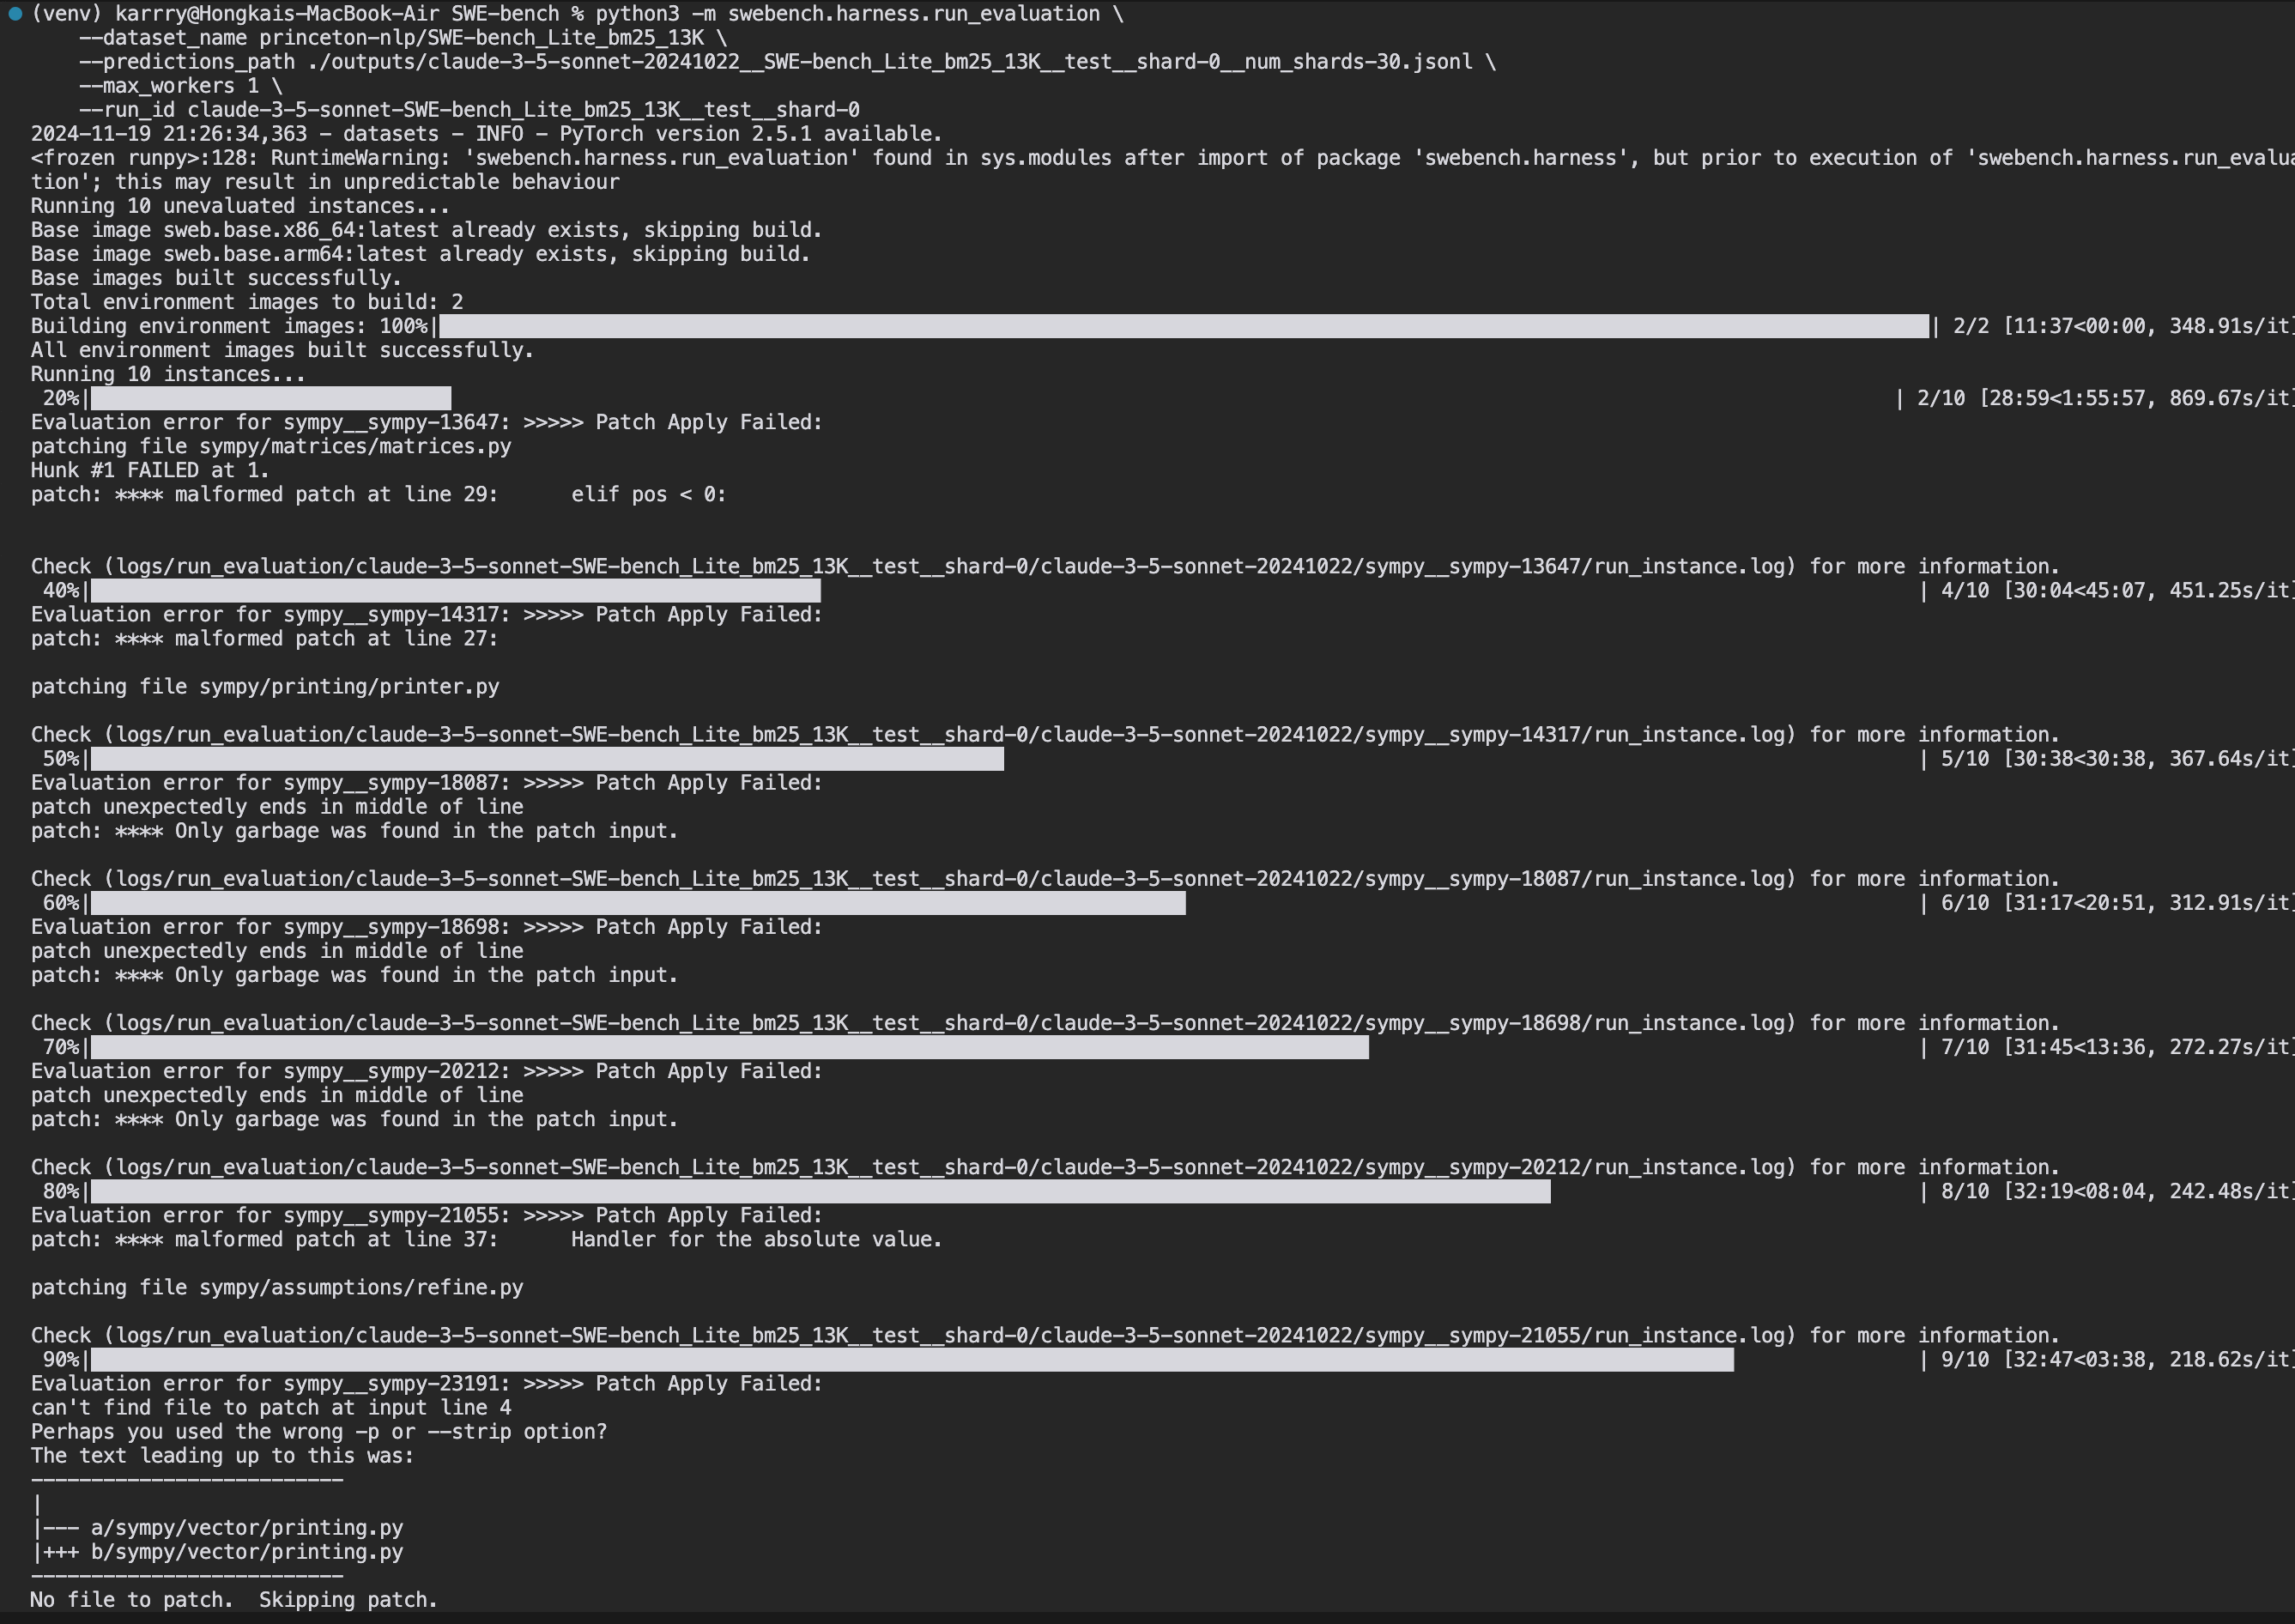 (venv) karrry@Hongkais-MacBook-Air SWE-bench % python3 -m swebench.harness.run_evaluation \
    --dataset_name princeton-nlp/SWE-bench_Lite_bm25_13K \
    --predictions_path ./outputs/claude-3-5-sonnet-20241022__SWE-bench_Lite_bm25_13K__test__shard-0__num_shards-30.jsonl \
    --max_workers 1 \
    --run_id claude-3-5-sonnet-SWE-bench_Lite_bm25_13K__test__shard-0
2024-11-19 21:26:34,363 - datasets - INFO - PyTorch version 2.5.1 available.
<frozen runpy>:128: RuntimeWarning: 'swebench.harness.run_evaluation' found in sys.modules after import of package 'swebench.harness', but prior to execution of 'swebench.harness.run_evalua
tion'; this may result in unpredictable behaviour
Running 10 unevaluated instances...
Base image sweb.base.x86_64:latest already exists, skipping build.
Base image sweb.base.arm64:latest already exists, skipping build.
Base images built successfully.
Total environment images to build: 2
Building environment images: 100%| | 2/2 [11:37<00:00, 348.91s/it]
All environment images built successfully.
Running 10 instances...
 20%| | 2/10 [28:59<1:55:57, 869.67s/it]
Evaluation error for sympy__sympy-13647: >>>>> Patch Apply Failed:
patching file sympy/matrices/matrices.py
Hunk #1 FAILED at 1.
patch: **** malformed patch at line 29:      elif pos < 0:
Check (logs/run_evaluation/claude-3-5-sonnet-SWE-bench_Lite_bm25_13K__test__shard-0/claude-3-5-sonnet-20241022/sympy__sympy-13647/run_instance.log) for more information.
 40%| | 4/10 [30:04<45:07, 451.25s/it]
Evaluation error for sympy__sympy-14317: >>>>> Patch Apply Failed:
patch: **** malformed patch at line 27:
patching file sympy/printing/printer.py
Check (logs/run_evaluation/claude-3-5-sonnet-SWE-bench_Lite_bm25_13K__test__shard-0/claude-3-5-sonnet-20241022/sympy__sympy-14317/run_instance.log) for more information.
 50%| | 5/10 [30:38<30:38, 367.64s/it]
Evaluation error for sympy__sympy-18087: >>>>> Patch Apply Failed:
patch unexpectedly ends in middle of line
patch: **** Only garbage was found in the patch input.
Check (logs/run_evaluation/claude-3-5-sonnet-SWE-bench_Lite_bm25_13K__test__shard-0/claude-3-5-sonnet-20241022/sympy__sympy-18087/run_instance.log) for more information.
 60%| | 6/10 [31:17<20:51, 312.91s/it]
Evaluation error for sympy__sympy-18698: >>>>> Patch Apply Failed:
patch unexpectedly ends in middle of line
patch: **** Only garbage was found in the patch input.
Check (logs/run_evaluation/claude-3-5-sonnet-SWE-bench_Lite_bm25_13K__test__shard-0/claude-3-5-sonnet-20241022/sympy__sympy-18698/run_instance.log) for more information.
 70%| | 7/10 [31:45<13:36, 272.27s/it]
Evaluation error for sympy__sympy-20212: >>>>> Patch Apply Failed:
patch unexpectedly ends in middle of line
patch: **** Only garbage was found in the patch input.
Check (logs/run_evaluation/claude-3-5-sonnet-SWE-bench_Lite_bm25_13K__test__shard-0/claude-3-5-sonnet-20241022/sympy__sympy-20212/run_instance.log) for more information.
 80%| | 8/10 [32:19<08:04, 242.48s/it]
Evaluation error for sympy__sympy-21055: >>>>> Patch Apply Failed:
patch: **** malformed patch at line 37:      Handler for the absolute value.
patching file sympy/assumptions/refine.py
Check (logs/run_evaluation/claude-3-5-sonnet-SWE-bench_Lite_bm25_13K__test__shard-0/claude-3-5-sonnet-20241022/sympy__sympy-21055/run_instance.log) for more information.
 90%| | 9/10 [32:47<03:38, 218.62s/it]
Evaluation error for sympy__sympy-23191: >>>>> Patch Apply Failed:
can't find file to patch at input line 4
Perhaps you used the wrong -p or --strip option?
The text leading up to this was:
--------------------------
|
|--- a/sympy/vector/printing.py
|+++ b/sympy/vector/printing.py
--------------------------
No file to patch.  Skipping patch.